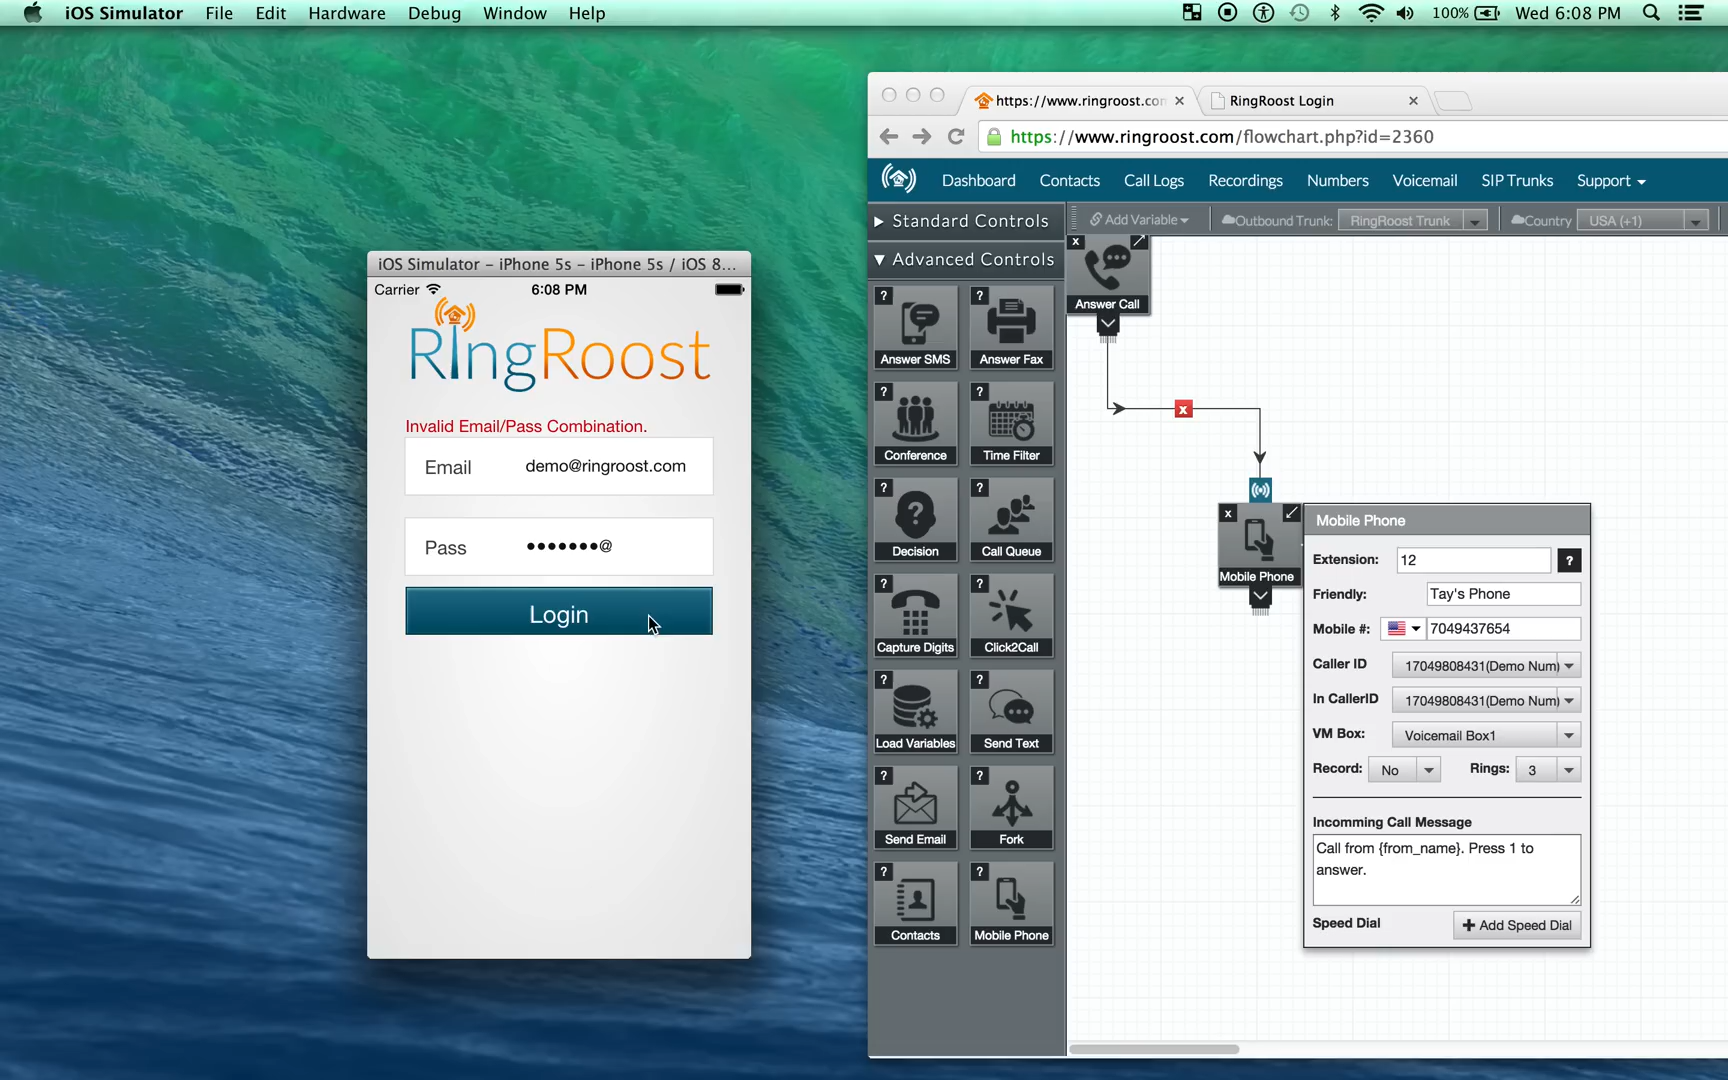 iOS Simulator File Edit Hardware Debug Window Help 100% Wed 6:08 PM
iOS Simulator – iPhone 5s – iPhone 5s / iOS 8...
Carrier 6:08 PM
RingRoost
Invalid Email/Pass Combination.
Email demo@ringroost.com
Pass •••••••@
Login
https://www.ringroost.com RingRoost Login
https://www.ringroost.com/flowchart.php?id=2360
Dashboard Contacts Call Logs Recordings Numbers Voicemail SIP Trunks Support
Standard Controls
Add Variable Outbound Trunk: RingRoost Trunk Country USA (+1)
Advanced Controls
x
Answer Call
? ?
Answer SMS Answer Fax
? ?
Conference Time Filter
x
? ?
Decision Call Queue
? ?
Capture Digits Click2Call
? ?
Load Variables Send Text
? ?
Send Email Fork
? ?
Contacts Mobile Phone
x
Mobile Phone
Mobile Phone
Extension: 12 ?
Friendly: Tay's Phone
Mobile #: 7049437654
Caller ID 17049808431(Demo Num)
In CallerID 17049808431(Demo Num)
VM Box: Voicemail Box1
Record: No Rings: 3
Incomming Call Message
Call from {from_name}. Press 1 to
answer.
Speed Dial Add Speed Dial